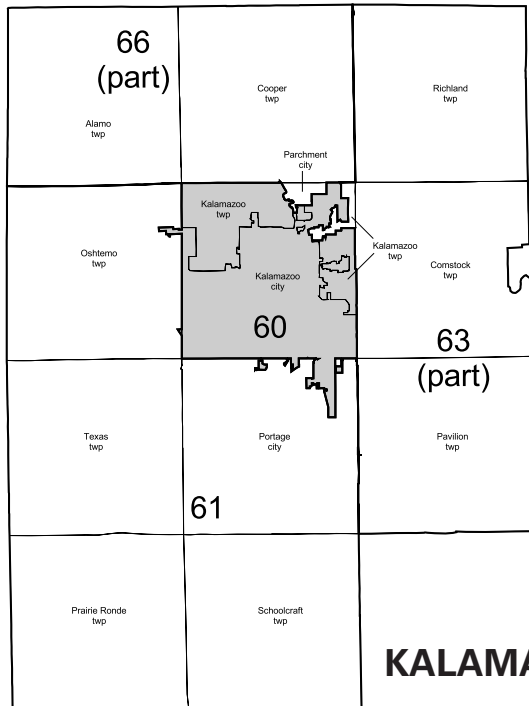 66
(part)
Cooper
twp
Richland
twp
Alamo
twp
Parchment
city
Kalamazoo
twp
Oshtemo
twp
Kalamazoo
twp
Comstock
twp
Kalamazoo
city
60
63
(part)
Texas
twp
Portage
city
Pavilion
twp
61
Prairie Ronde
twp
Schoolcraft
twp
KALAMA